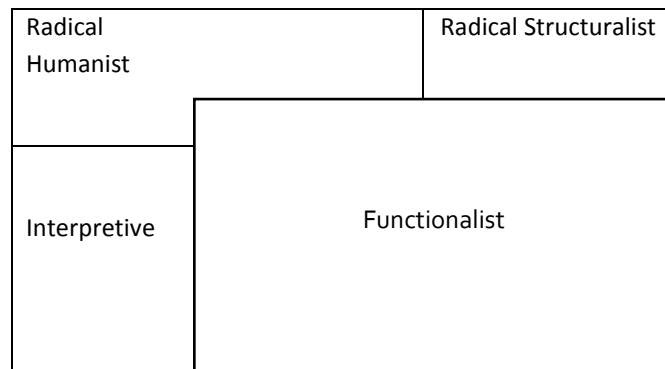 Radical
Humanist
Radical Structuralist
Interpretive
Functionalist